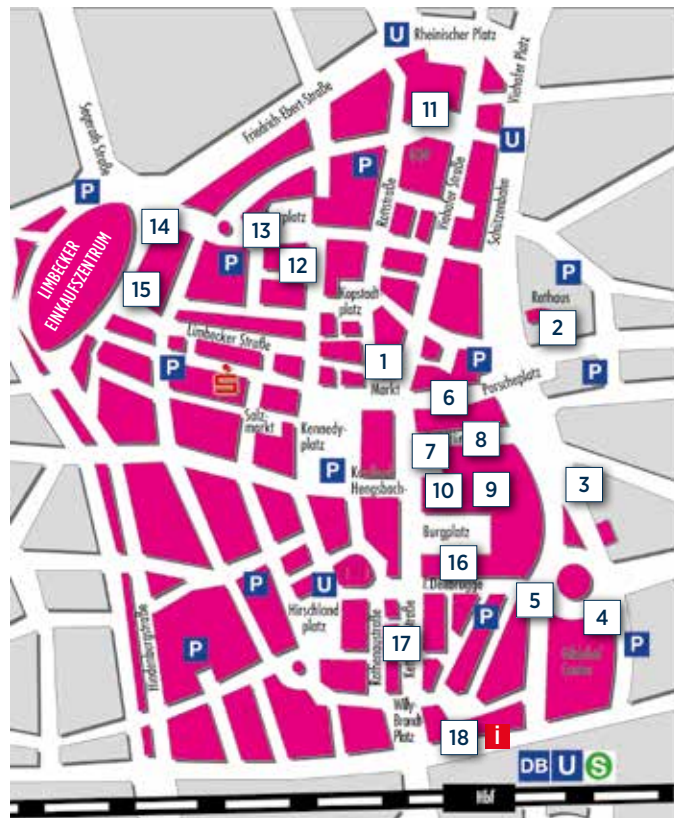 U
Rheinischer Platz
Viehofer Platz
Friedrich-Ebert-Straße
Segeroth Straße
11
U
P
P
Rottstraße
Viehofer Straße
Schützenbahn
14
13
platz
P
12
P
Rathaus
2
LIMBECKER
EINKAUFSZENTRUM
15
Kopstadt
platz
Limbecker Straße
1
Markt
P
P
P
6
Porscheplatz
Salz.
markt
Kennedy-
platz
7
8
P
Hengsbach-
10
9
3
Burgplatz
16
P
U
Hirschland
platz
5
4
P
P
P
Hindenburgstraße
Rathenaustraße
17
Willy-
Brandt
Platz
18
i
DB
U
S
Hbf